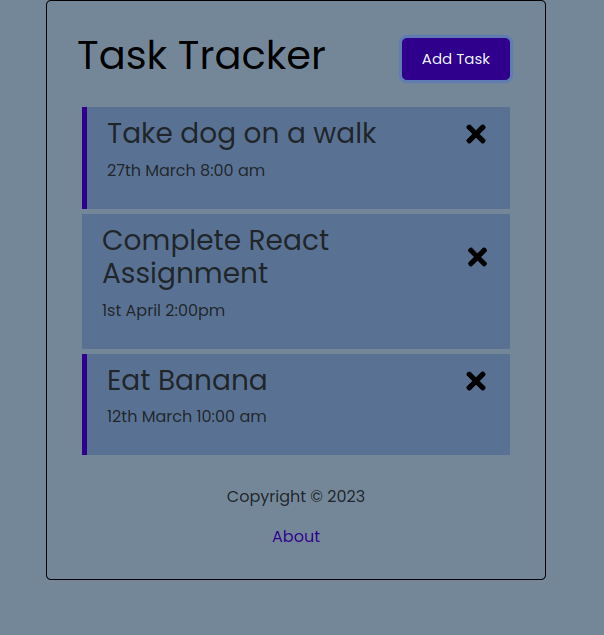 Task Tracker
Add Task
Take dog on a walk
27th March 8:00 am
Complete React
Assignment
1st April 2:00pm
Eat Banana
12th March 10:00 am
Copyright © 2023
About